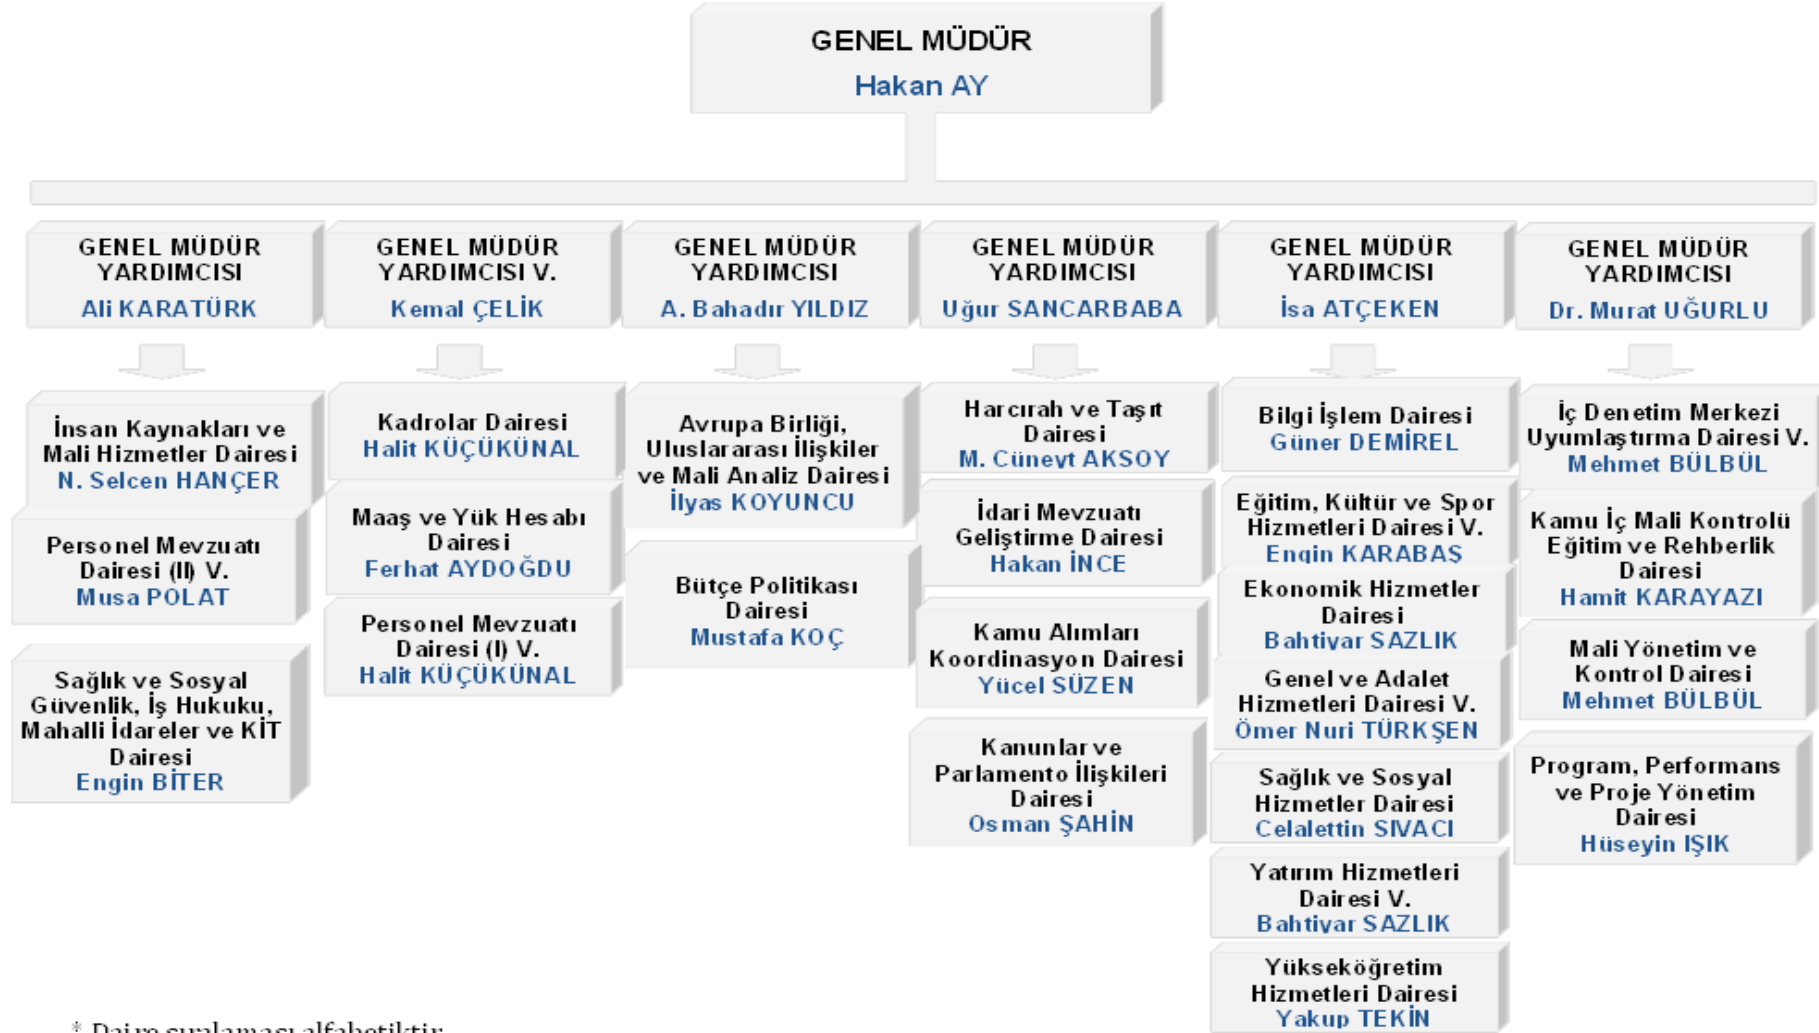 GENEL MÜDÜR
Hakan AY
GENEL MÜDÜR
YARDIMCISI
Ali KARATÜRK
GENEL MÜDÜR
YARDIMCISI V.
Kemal ÇELİK
GENEL MÜDÜR
YARDIMCISI
A. Bahadır YILDIZ
GENEL MÜDÜR
YARDIMCISI
Uğur SANCARBABA
GENEL MÜDÜR
YARDIMCISI
İsa ATÇEKEN
GENEL MÜDÜR
YARDIMCISI
Dr. Murat UĞURLU
İnsan Kaynakları ve
Mali Hizmetler Dairesi
N. Selcen HANÇER
Personel Mevzuatı
Dairesi (II) V.
Musa POLAT
Sağlık ve Sosyal
Güvenlik, İş Hukuku,
Mahalli İdareler ve KİT
Dairesi
Engin BİTER
Kadrolar Dairesi
Halit KÜÇÜKÜNAL
Maaş ve Yük Hesabı
Dairesi
Ferhat AYDOĞDU
Personel Mevzuatı
Dairesi (I) V.
Halit KÜÇÜKÜNAL
Avrupa Birliği,
Uluslararası İlişkiler
ve Mali Analiz Dairesi
İlyas KOYUNCU
Bütçe Politikası
Dairesi
Mustafa KOÇ
Harcırah ve Taşıt
Dairesi
M. Cüneyt AKSOY
İdari Mevzuatı
Geliştirme Dairesi
Hakan İNCE
Kamu Alımları
Koordinasyon Dairesi
Yücel SÜZEN
Kanunlar ve
Parlamento İlişkileri
Dairesi
Osman ŞAHİN
Bilgi İşlem Dairesi
Güner DEMİREL
Eğitim, Kültür ve Spor
Hizmetleri Dairesi V.
Engin KARABAŞ
Ekonomik Hizmetler
Dairesi
Bahtiyar SAZLIK
Genel ve Adalet
Hizmetleri Dairesi V.
Ömer Nuri TÜRKŞEN
Sağlık ve Sosyal
Hizmetler Dairesi
Celalettin SIVACI
Yatırım Hizmetleri
Dairesi V.
Bahtiyar SAZLIK
Yükseköğretim
Hizmetleri Dairesi
Yakup TEKİN
İç Denetim Merkezi
Uyumlaştırma Dairesi V.
Mehmet BÜLBÜL
Kamu İç Mali Kontrolü
Eğitim ve Rehberlik
Dairesi
Hamit KARAYAZI
Mali Yönetim ve
Kontrol Dairesi
Mehmet BÜLBÜL
Program, Performans
ve Proje Yönetim
Dairesi
Hüseyin IŞIK
* Daire sıralaması alfabetiktir